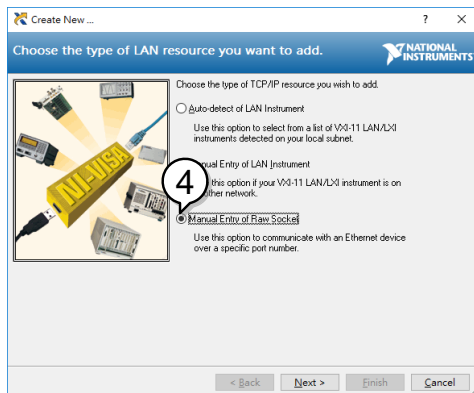 Create New ...
? ×
Choose the type of LAN resource you want to add.
NATIONAL
INSTRUMENTS
Choose the type of TCP/IP resource you wish to add.
Auto-detect of LAN Instrument
Use this option to select from a list of VXI-11 LAN/LXI
instruments detected on your local subnet.
anual Entry of LAN Instrument
this option if your VXI-11 LAN/LXI instrument is on
other network.
4
Manual Entry of Raw Socket
Use this option to communicate with an Ethernet device
over a specific port number.
NI-VISA
< Back Next > Finish Cancel